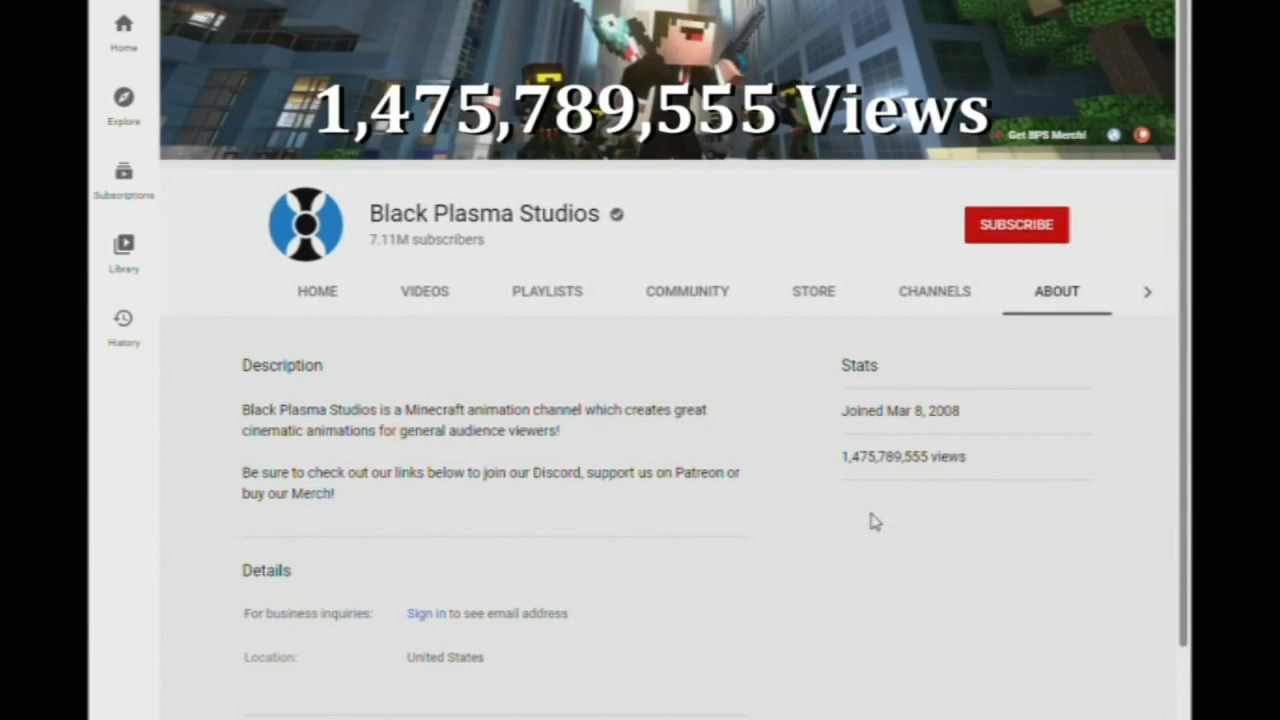 Home
Explore
Subscriptions
Library
History
1,475,789,555 Views
Get BPS Merch!
Black Plasma Studios
7.11M subscribers
SUBSCRIBE
HOME VIDEOS PLAYLISTS COMMUNITY STORE CHANNELS ABOUT
Description
Black Plasma Studios is a Minecraft animation channel which creates great
cinematic animations for general audience viewers!
Be sure to check out our links below to join our Discord, support us on Patreon or
buy our Merch!
Stats
Joined Mar 8, 2008
1,475,789,555 views
Details
For business inquiries: Sign in to see email address
Location: United States